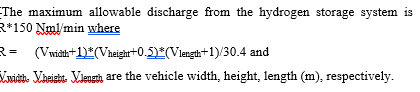 The maximum allowable discharge from the hydrogen storage system is
R*150 Nml/min where
R = (Vwidth+1)*(Vheight+0.5)*(Vlength+1)/30.4 and
Vwidth, Vheight, Vlength are the vehicle width, height, length (m), respectively.